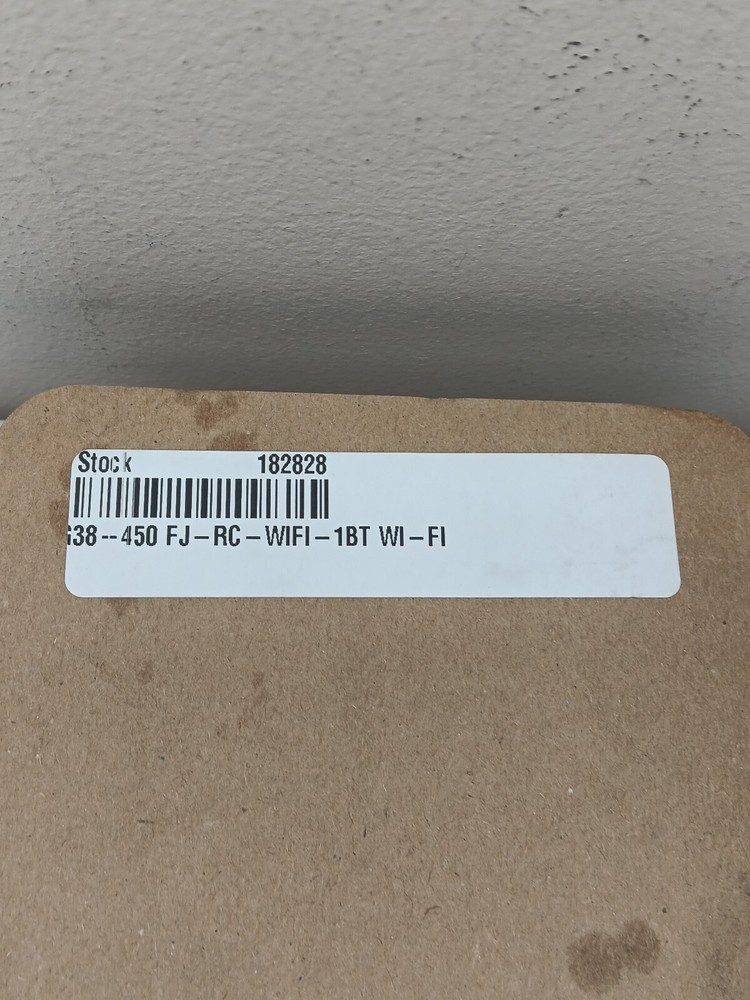 Stock 182828
G38--450 FJ-RC-WIFI-1BT WI-FI